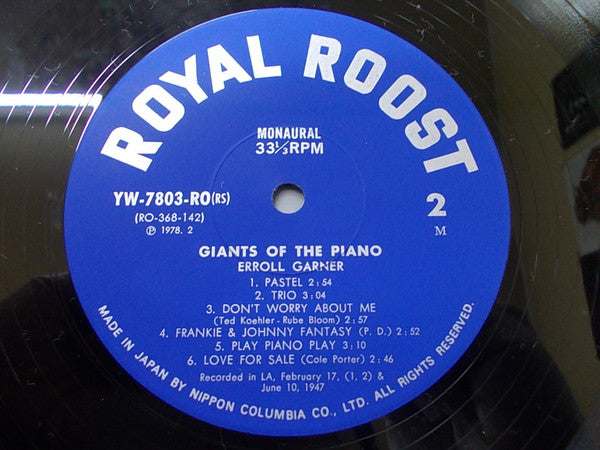 ROYAL ROOST
MONAURAL
33⅓RPM
YW-7803-RO(RS)
(RO-368-142)
Ⓟ 1978. 2
2
M
GIANTS OF THE PIANO
ERROLL GARNER
1. PASTEL 2:54
2. TRIO 3:04
3. DON'T WORRY ABOUT ME
(Ted Koehler - Rube Bloom) 2:57
4. FRANKIE & JOHNNY FANTASY (P. D.) 2:52
5. PLAY PIANO PLAY 3:10
6. LOVE FOR SALE (Cole Porter) 2:46
Recorded in LA, February 17, (1, 2) &
June 10, 1947
MADE IN JAPAN BY NIPPON COLUMBIA CO., LTD. ALL RIGHTS RESERVED.